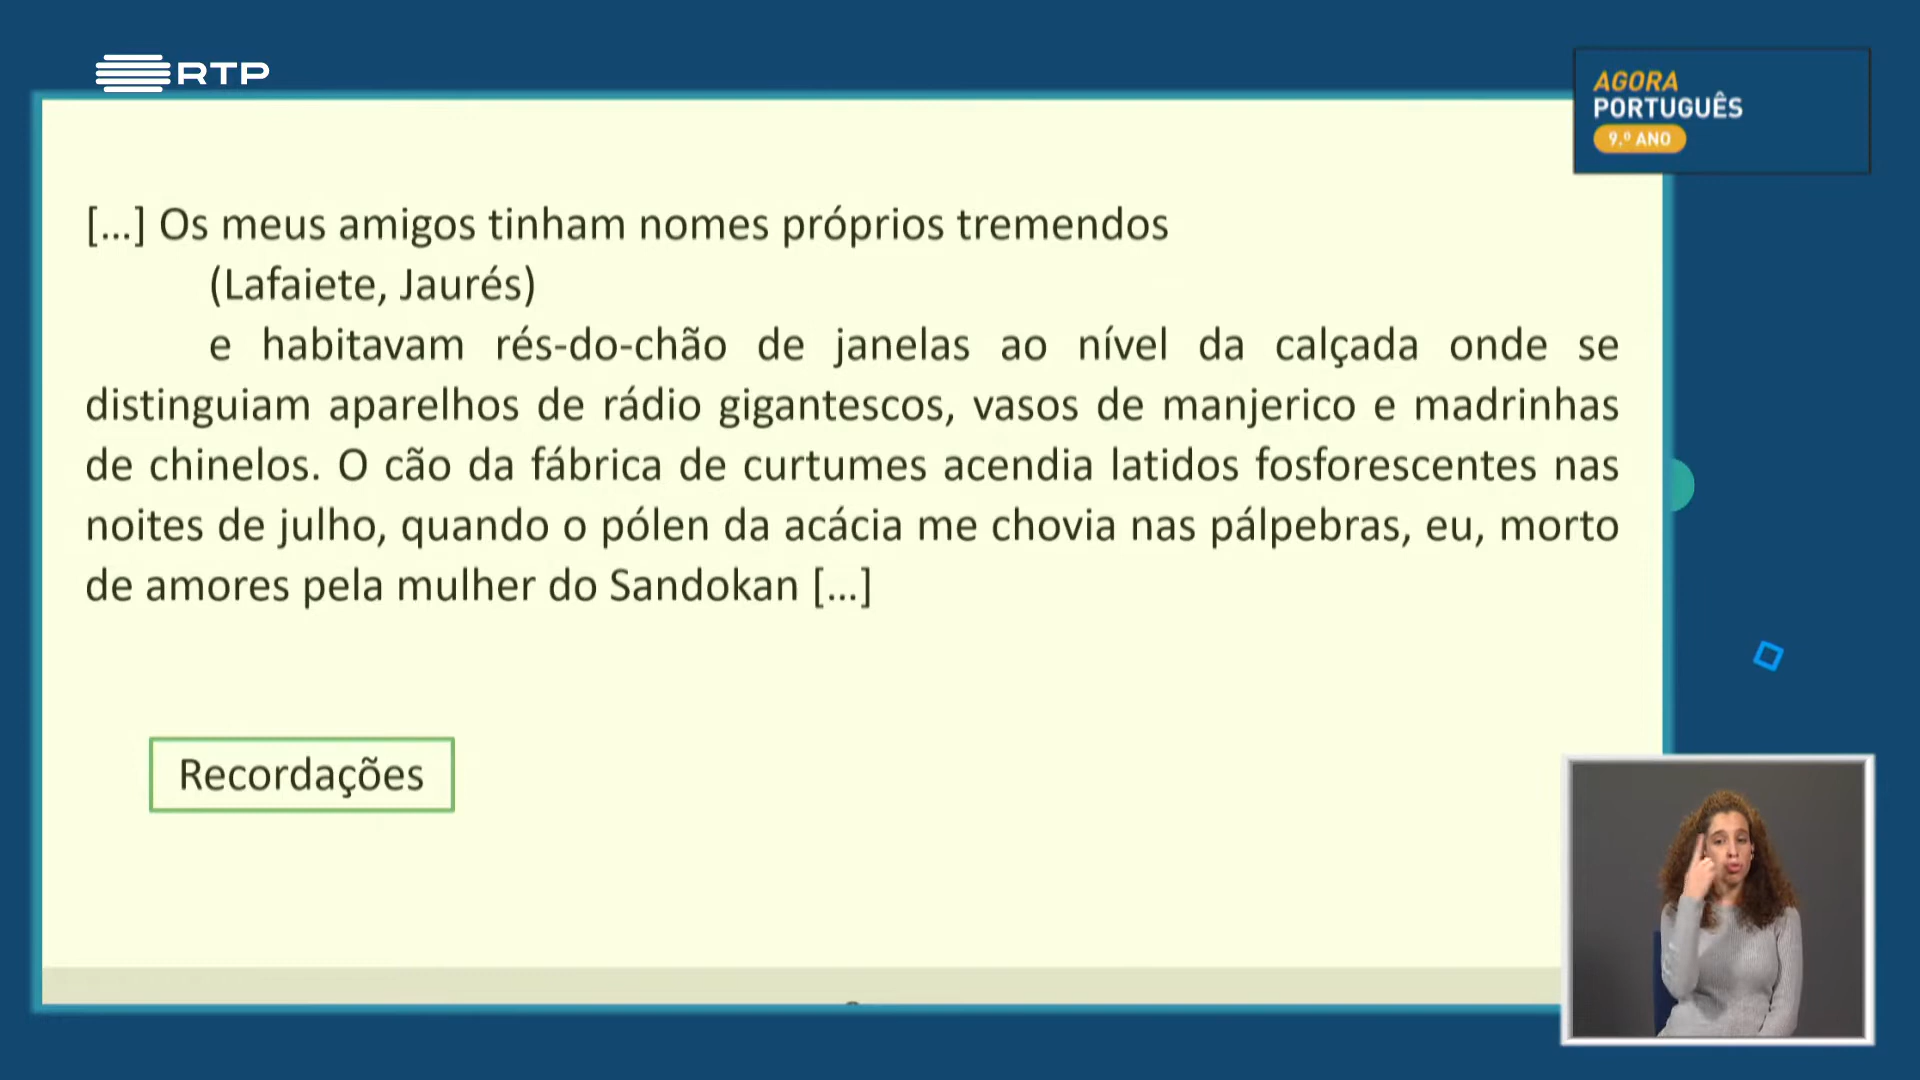 RTP
AGORA
PORTUGUÊS
9.º ANO
[...] Os meus amigos tinham nomes próprios tremendos
(Lafaiete, Jaurés)
e habitavam rés-do-chão de janelas ao nível da calçada onde se
distinguiam aparelhos de rádio gigantescos, vasos de manjerico e madrinhas
de chinelos. O cão da fábrica de curtumes acendia latidos fosforescentes nas
noites de julho, quando o pólen da acácia me chovia nas pálpebras, eu, morto
de amores pela mulher do Sandokan [...]
Recordações